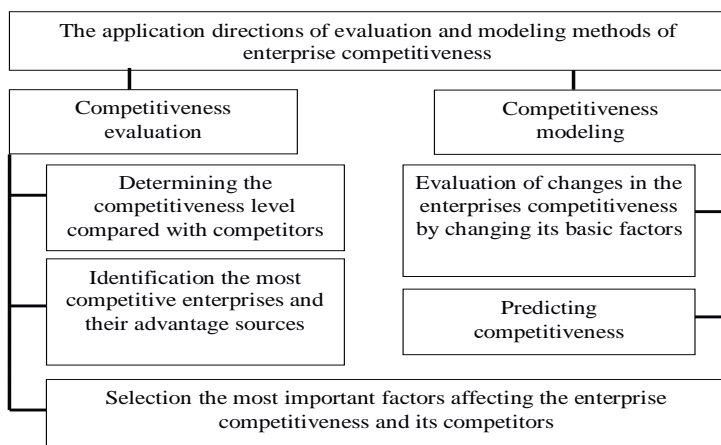 The application directions of evaluation and modeling methods of
enterprise competitiveness
Competitiveness
evaluation
Competitiveness
modeling
Determining the
competitiveness level
compared with competitors
Evaluation of changes in the
enterprises competitiveness
by changing its basic factors
Identification the most
competitive enterprises and
their advantage sources
Predicting
competitiveness
Selection the most important factors affecting the enterprise
competitiveness and its competitors